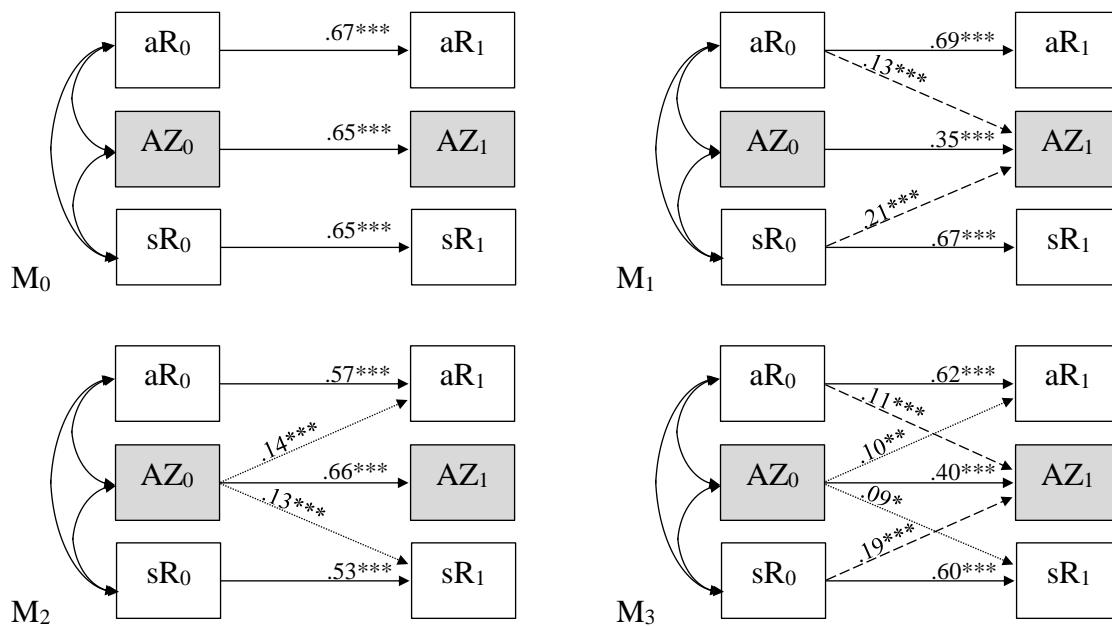 aR₀ .67*** aR₁
AZ₀ .65*** AZ₁
sR₀ .65*** sR₁
M₀
aR₀ .69*** aR₁
.13***
AZ₀ .35*** AZ₁
.21***
sR₀ .67*** sR₁
M₁
aR₀ .57*** aR₁
.14***
AZ₀ .66*** AZ₁
.13***
sR₀ .53*** sR₁
M₂
aR₀ .62*** aR₁
.11***
.10**
AZ₀ .40*** AZ₁
.09*
.19***
sR₀ .60*** sR₁
M₃